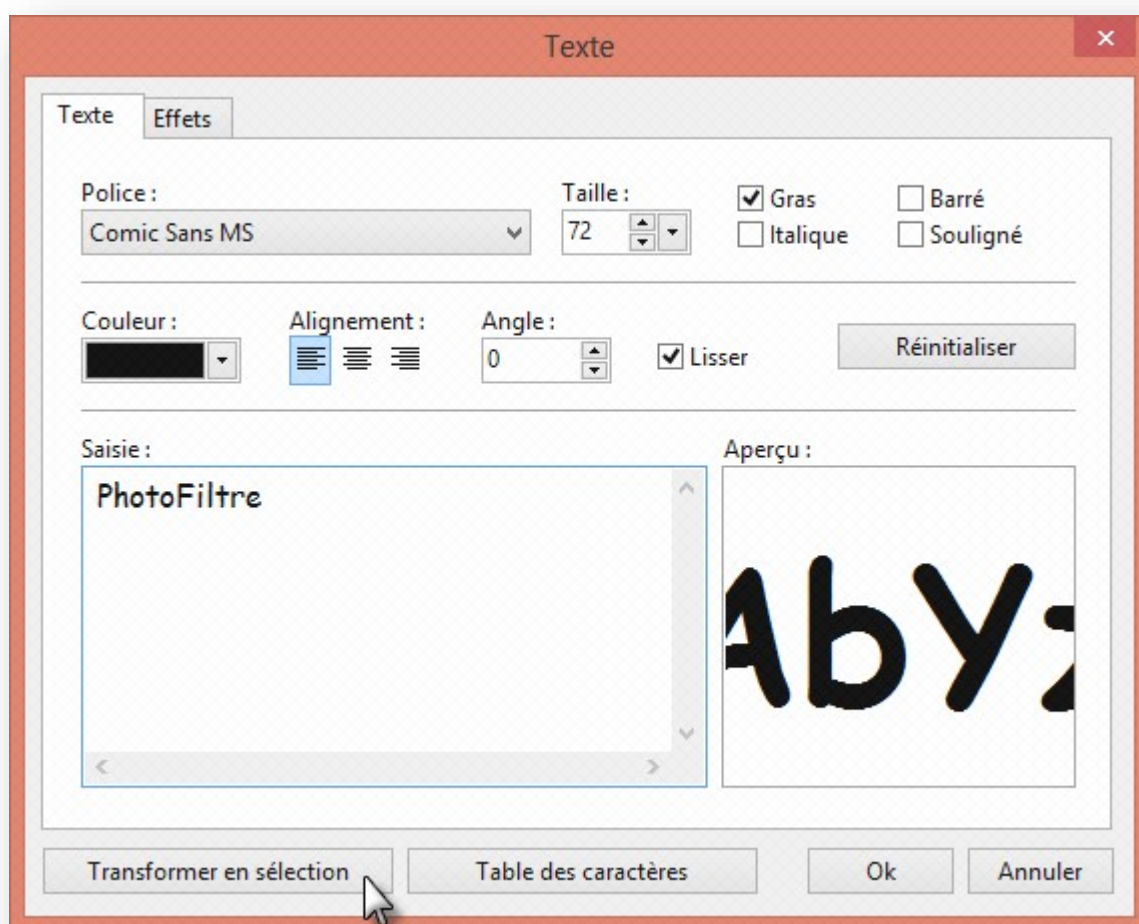 Texte
Texte Effets
Police : Taille : Gras Barré
Comic Sans MS 72 Italique Souligné
Couleur : Alignement : Angle :
0 Lisser Réinitialiser
Saisie : Aperçu :
PhotoFiltre
AbYz
Transformer en sélection Table des caractères Ok Annuler